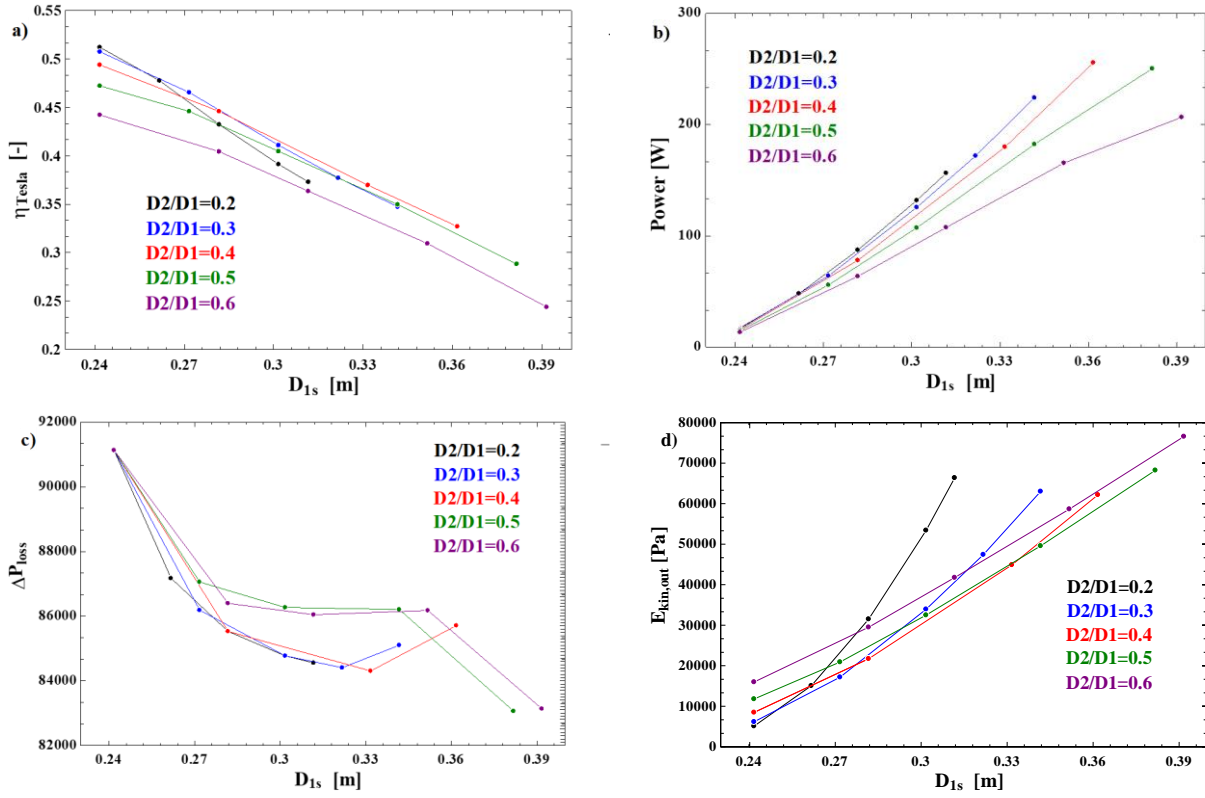 a)
η_Tesla [-]
0.55
0.5
0.45
0.4
0.35
0.3
0.25
0.2
D2/D1=0.2
D2/D1=0.3
D2/D1=0.4
D2/D1=0.5
D2/D1=0.6
0.24 0.27 0.3 0.33 0.36 0.39
D1s [m]
b)
Power [W]
300
200
100
0
D2/D1=0.2
D2/D1=0.3
D2/D1=0.4
D2/D1=0.5
D2/D1=0.6
0.24 0.27 0.3 0.33 0.36 0.39
D1s [m]
c)
ΔPloss
92000
90000
88000
86000
84000
82000
D2/D1=0.2
D2/D1=0.3
D2/D1=0.4
D2/D1=0.5
D2/D1=0.6
0.24 0.27 0.3 0.33 0.36 0.39
D1s [m]
d)
Ekin,out [Pa]
80000
70000
60000
50000
40000
30000
20000
10000
0
D2/D1=0.2
D2/D1=0.3
D2/D1=0.4
D2/D1=0.5
D2/D1=0.6
0.24 0.27 0.3 0.33 0.36 0.39
D1s [m]